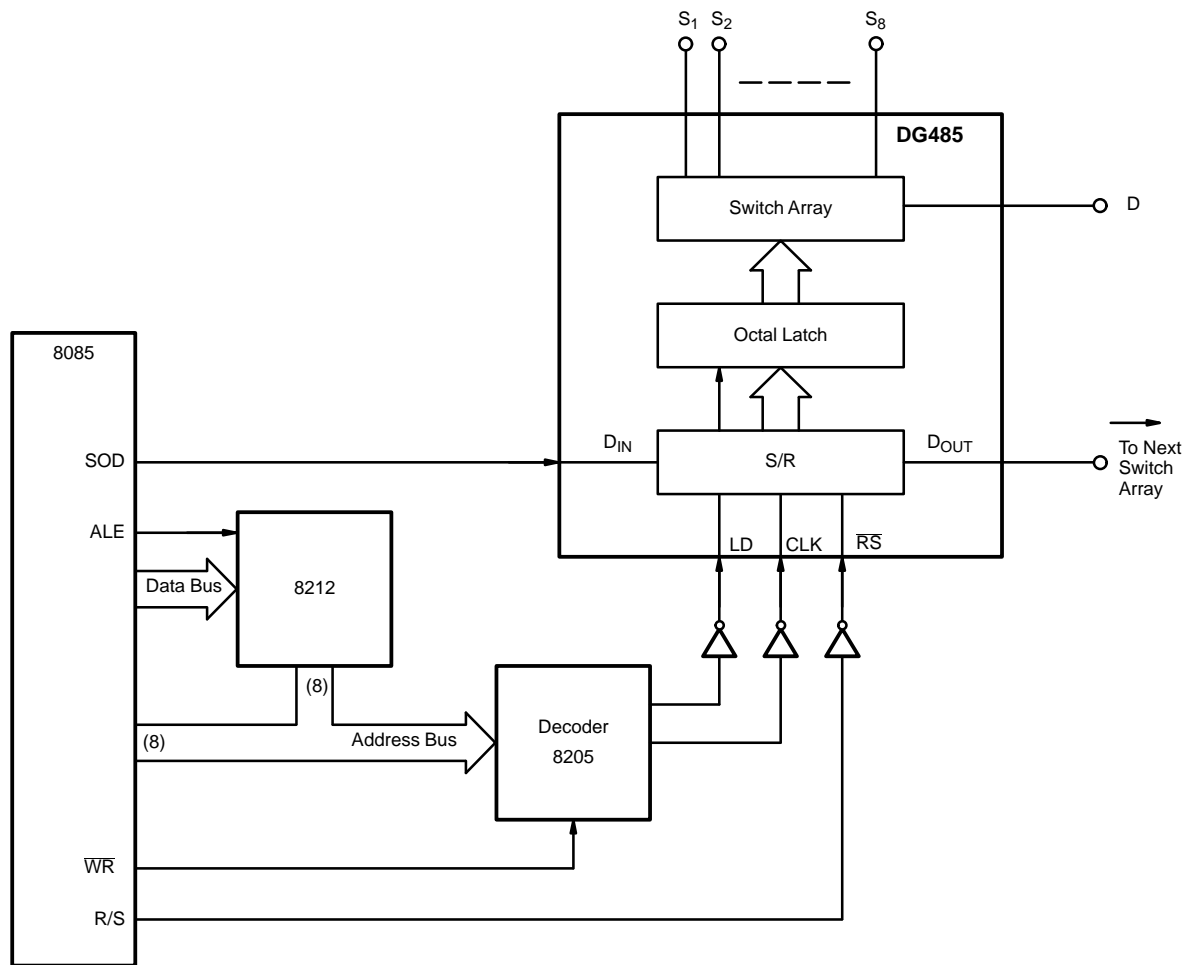 S1 S2 S8
DG485
Switch Array
D
Octal Latch
8085
SOD
DIN
S/R
DOUT
To Next
Switch
Array
ALE
LD
CLK
RS
Data Bus
8212
(8)
(8)
Address Bus
Decoder
8205
WR
R/S